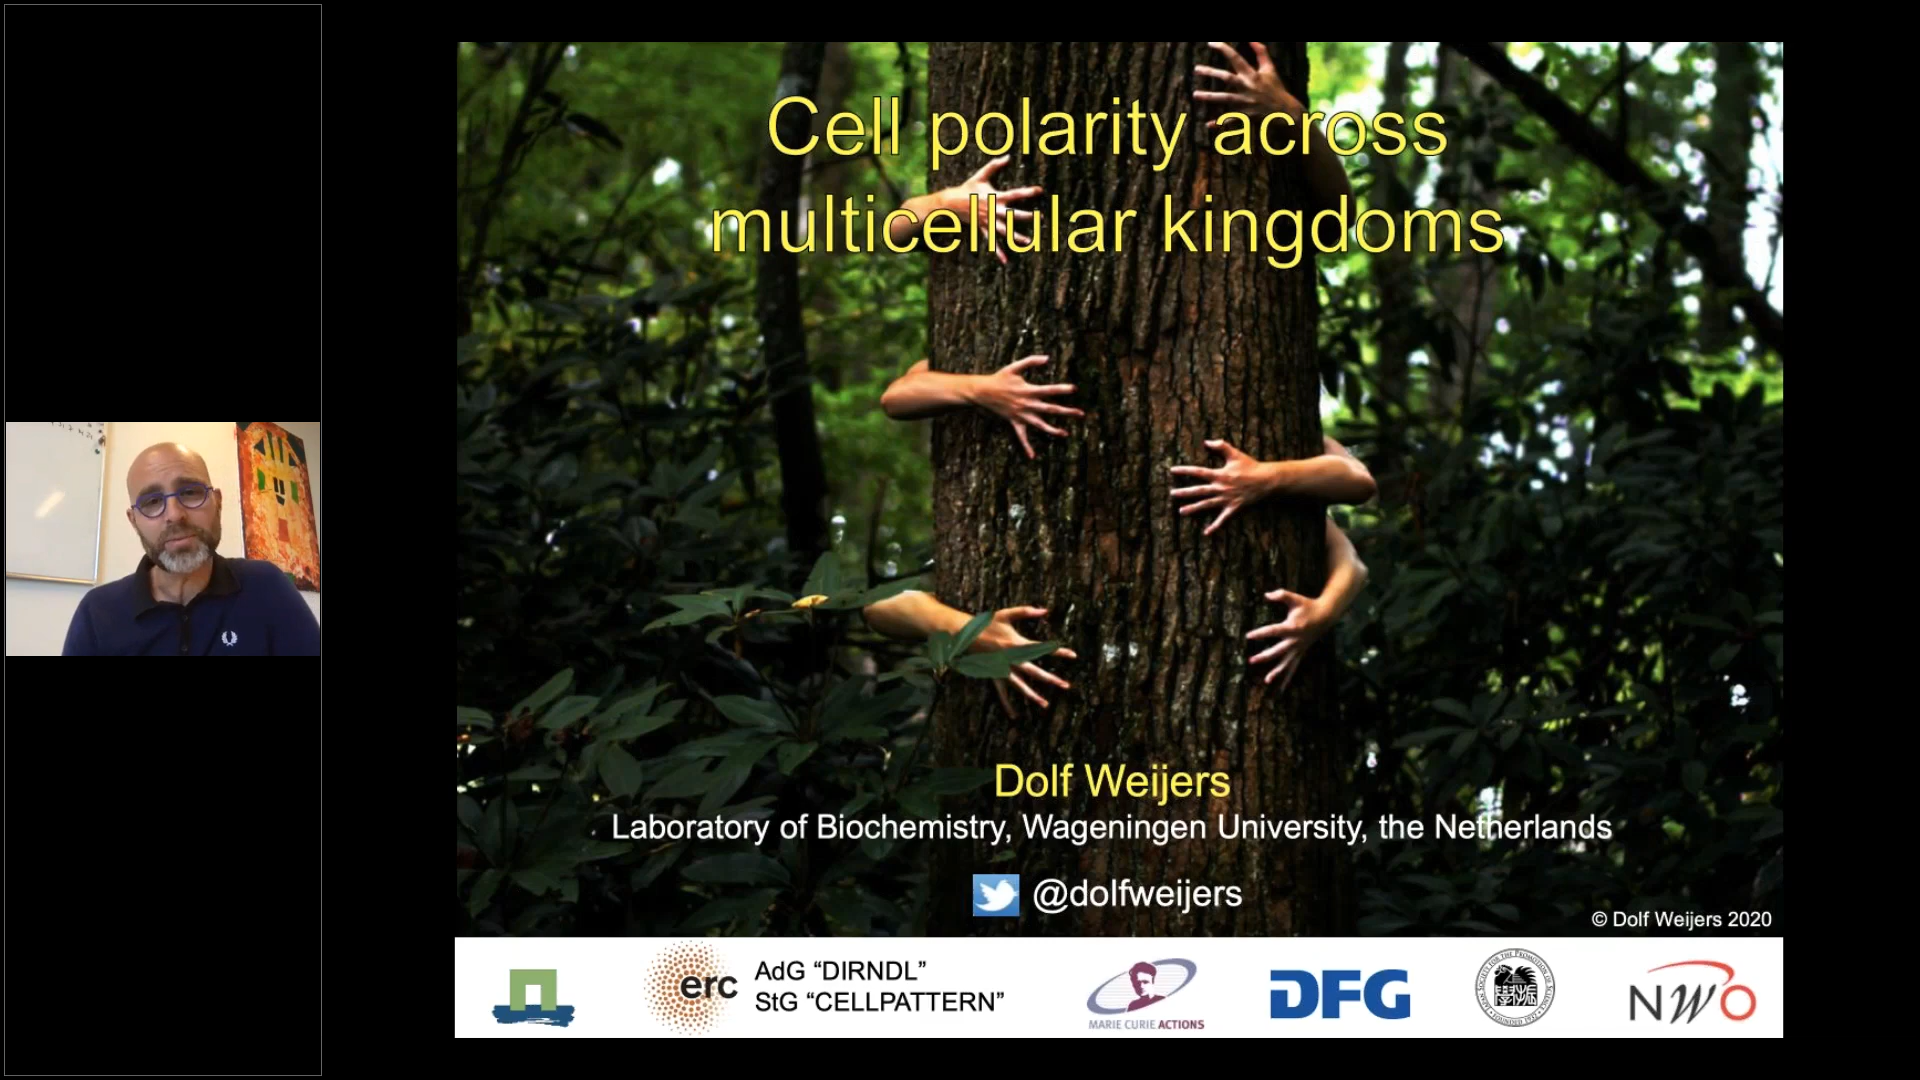 Cell polarity across
multicellular kingdoms
Dolf Weijers
Laboratory of Biochemistry, Wageningen University, the Netherlands
@dolfweijers
© Dolf Weijers 2020
erc
AdG “DIRNDL”
StG “CELLPATTERN”
MARIE CURIE ACTIONS
DFG
NWO